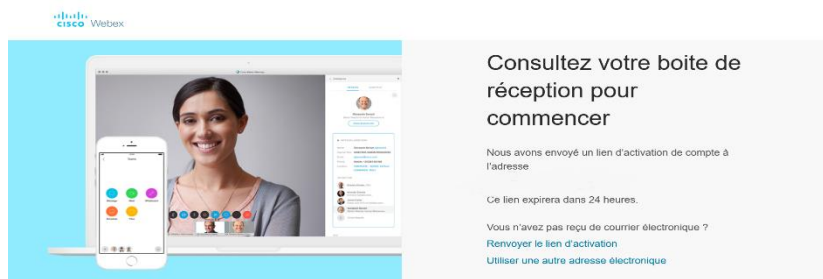 cisco Webex
Consultez votre boite de
réception pour
commencer
Nous avons envoyé un lien d'activation de compte à
l'adresse
Ce lien expirera dans 24 heures.
Vous n'avez pas reçu de courrier électronique ?
Renvoyer le lien d'activation
Utiliser une autre adresse électronique